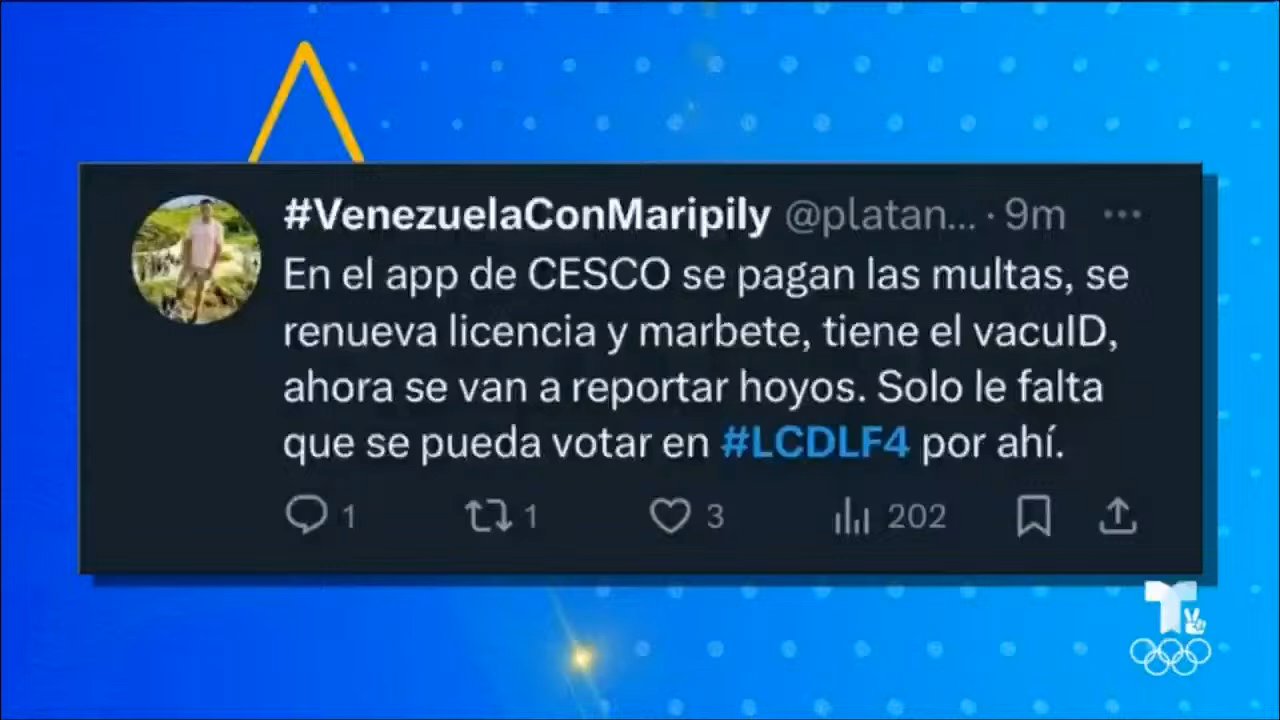 #VenezuelaConMaripily @platan... · 9m ...
En el app de CESCO se pagan las multas, se
renueva licencia y marbete, tiene el vacuID,
ahora se van a reportar hoyos. Solo le falta
que se pueda votar en #LCDLF4 por ahí.
1 1 3 202